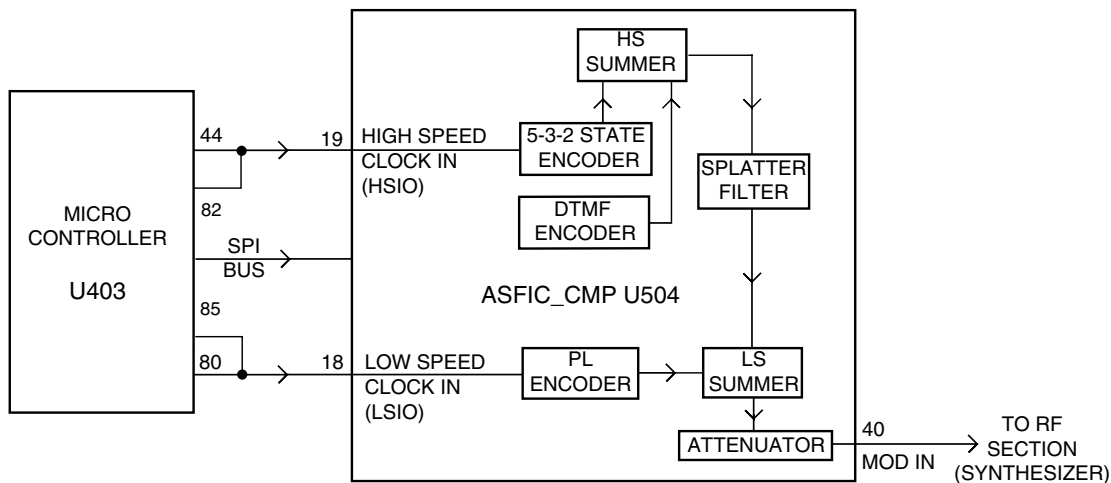 HS
SUMMER
44
19
HIGH SPEED
CLOCK IN
(HSIO)
5-3-2 STATE
ENCODER
SPLATTER
FILTER
82
MICRO
CONTROLLER
U403
DTMF
ENCODER
SPI
BUS
ASFIC_CMP U504
85
80
18
LOW SPEED
CLOCK IN
(LSIO)
PL
ENCODER
LS
SUMMER
ATTENUATOR
40
MOD IN
TO RF
SECTION
(SYNTHESIZER)